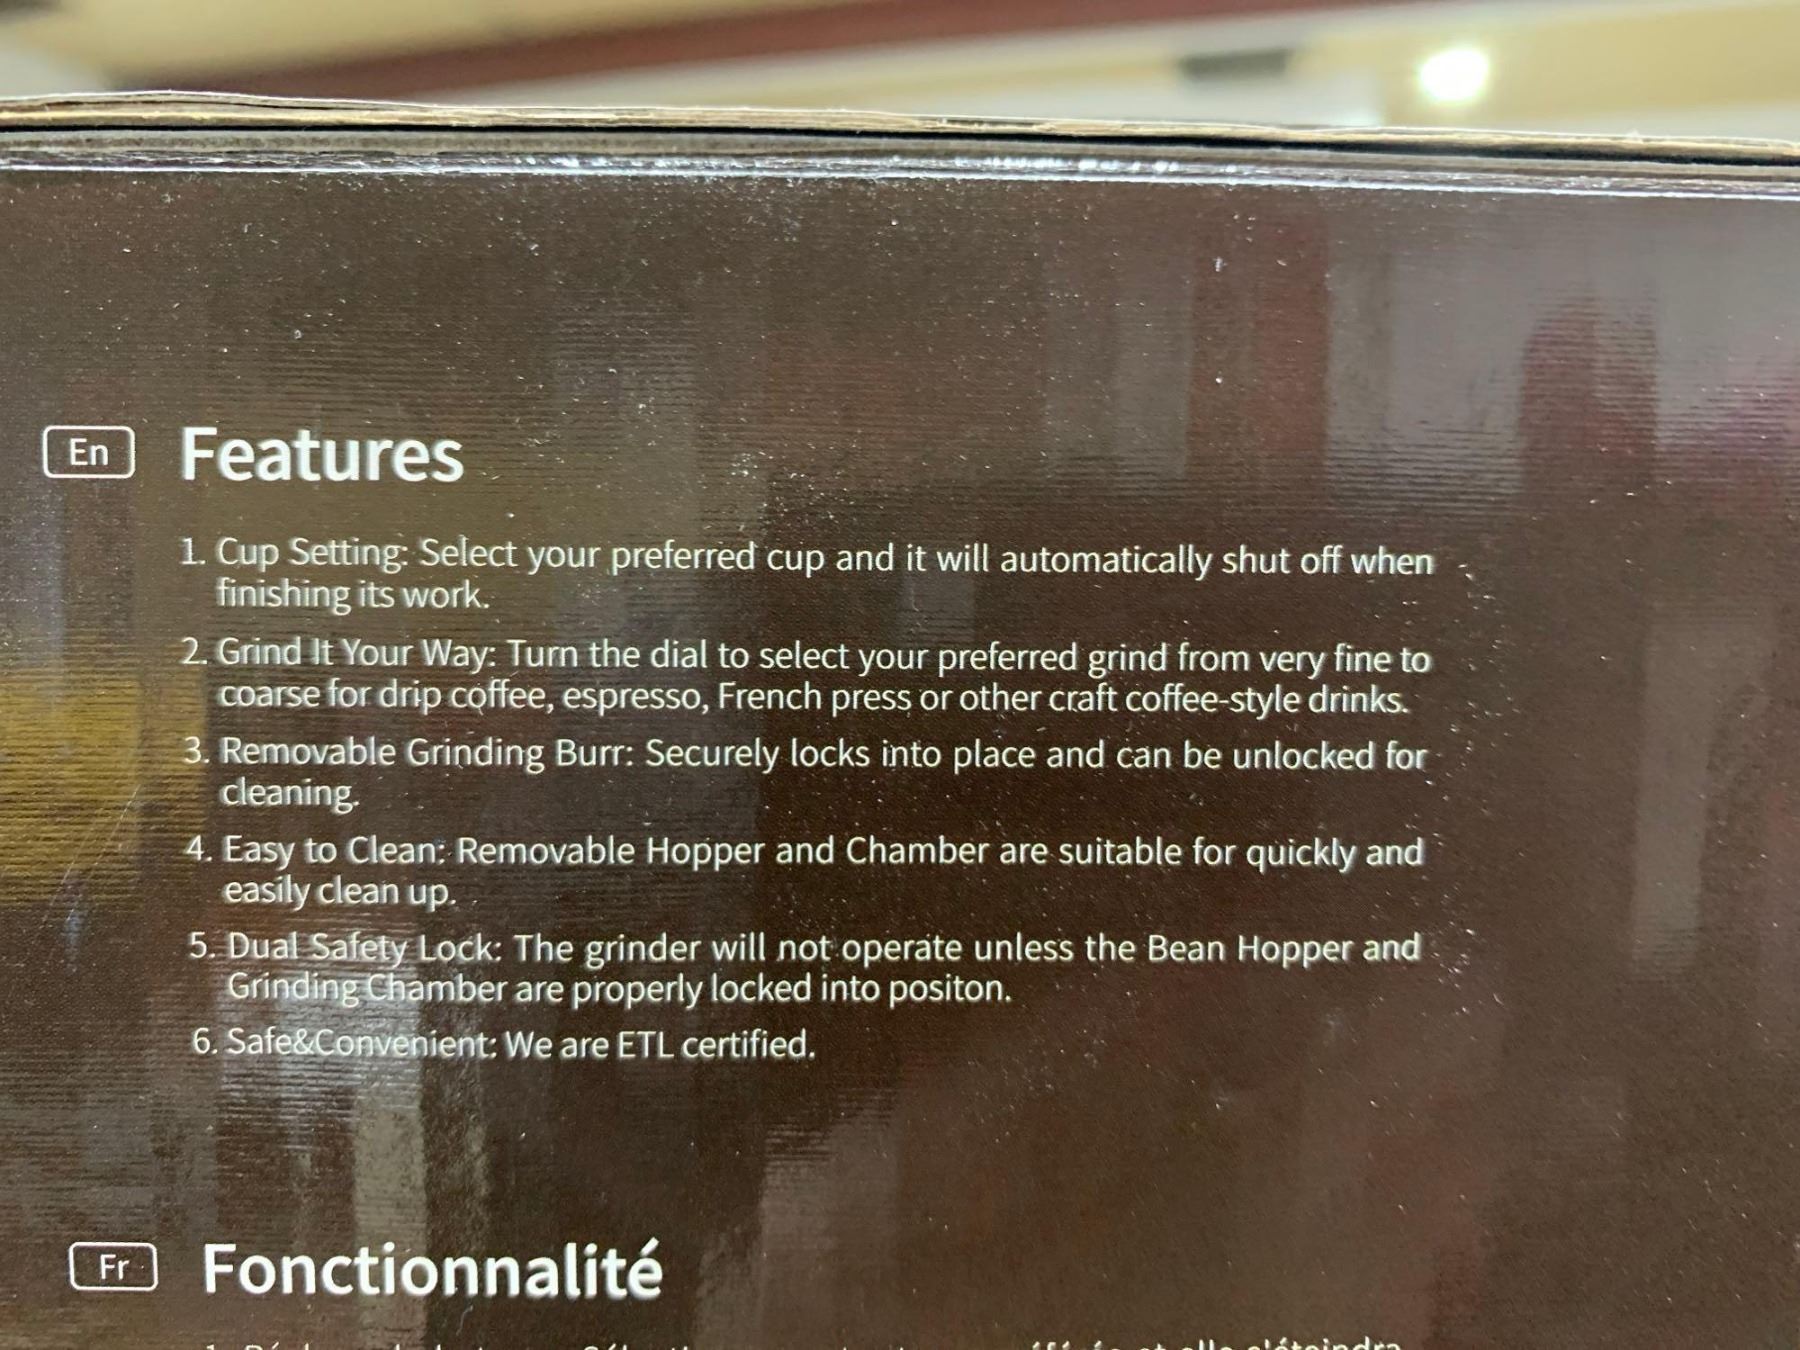 En Features
1. Cup Setting: Select your preferred cup and it will automatically shut off when
finishing its work.
2. Grind It Your Way: Turn the dial to select your preferred grind from very fine to
coarse for drip coffee, espresso, French press or other craft coffee-style drinks.
3. Removable Grinding Burr: Securely locks into place and can be unlocked for
cleaning.
4. Easy to Clean: Removable Hopper and Chamber are suitable for quickly and
easily clean up.
5. Dual Safety Lock: The grinder will not operate unless the Bean Hopper and
Grinding Chamber are properly locked into positon.
6. Safe&Convenient: We are ETL certified.
Fr Fonctionnalité
et elle s'éteindra